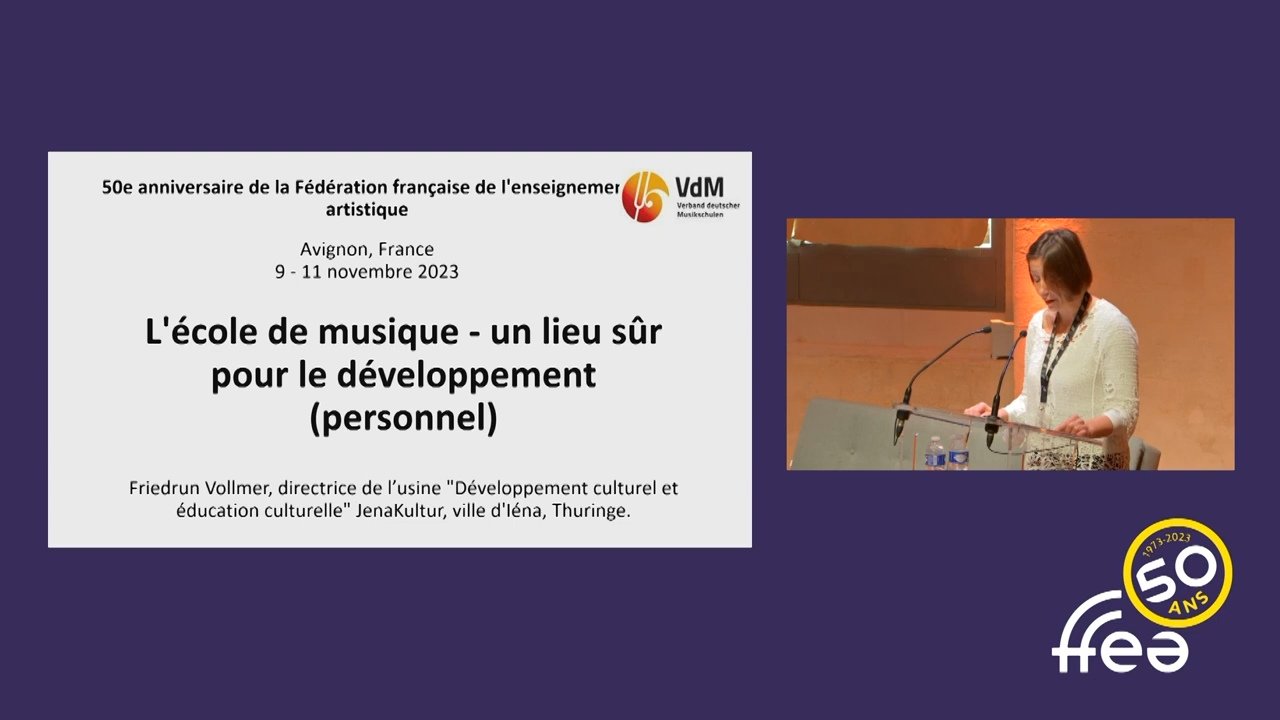 50e anniversaire de la Fédération française de l'enseignemen
artistique
VdM
Verband deutscher
Musikschulen
Avignon, France
9 - 11 novembre 2023
L'école de musique - un lieu sûr
pour le développement
(personnel)
Friedrun Vollmer, directrice de l’usine "Développement culturel et
éducation culturelle" JenaKultur, ville d'Iéna, Thuringe.
1973-2023
50
ANS
ffea